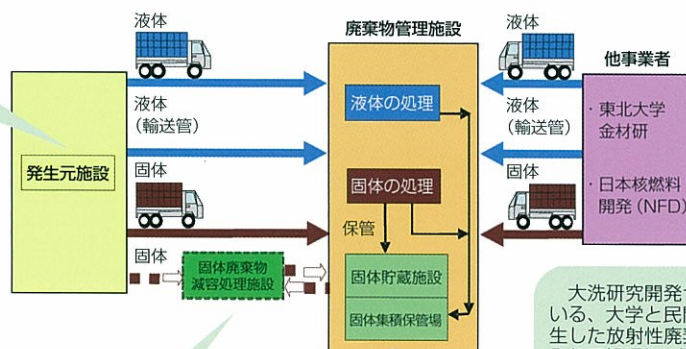 液体
廃棄物管理施設
液体
他事業者
発生元施設
液体
(輸送管)
固体
固体
液体の処理
固体の処理
保管
固体貯蔵施設
固体集積保管場
固体廃棄物
減容処理施設
液体
(輸送管)
固体
・東北大学
金材研
・日本核燃料
開発(NFD)
大洗研究開発
いる、大学と民間
生した放射性廃棄